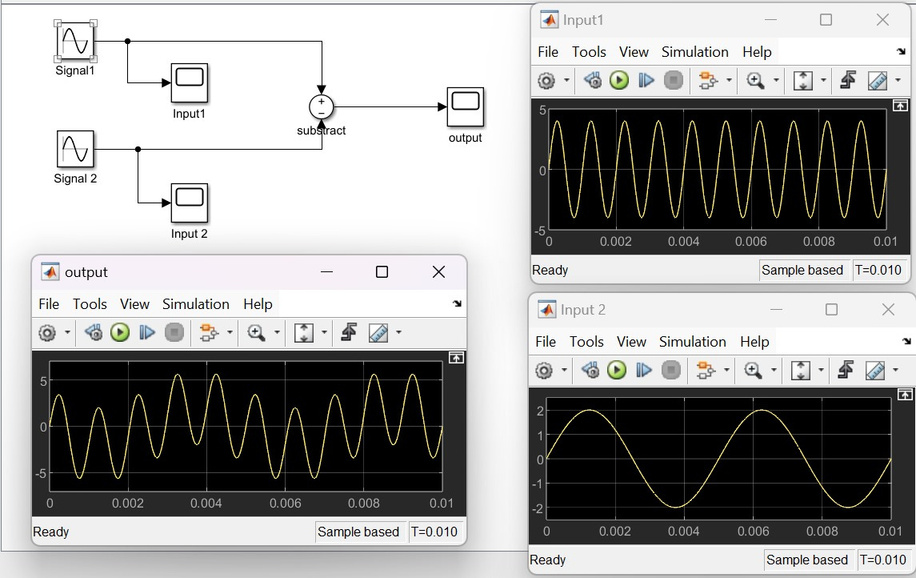 Signal1
Input1
+
−
substract
output
Signal 2
Input 2
Input1
File Tools View Simulation Help
5
0
-5
0 0.002 0.004 0.006 0.008 0.01
Ready Sample based T=0.010
output
File Tools View Simulation Help
5
0
-5
0 0.002 0.004 0.006 0.008 0.01
Ready Sample based T=0.010
Input 2
File Tools View Simulation Help
2
1
0
-1
-2
0 0.002 0.004 0.006 0.008 0.01
Ready Sample based T=0.010